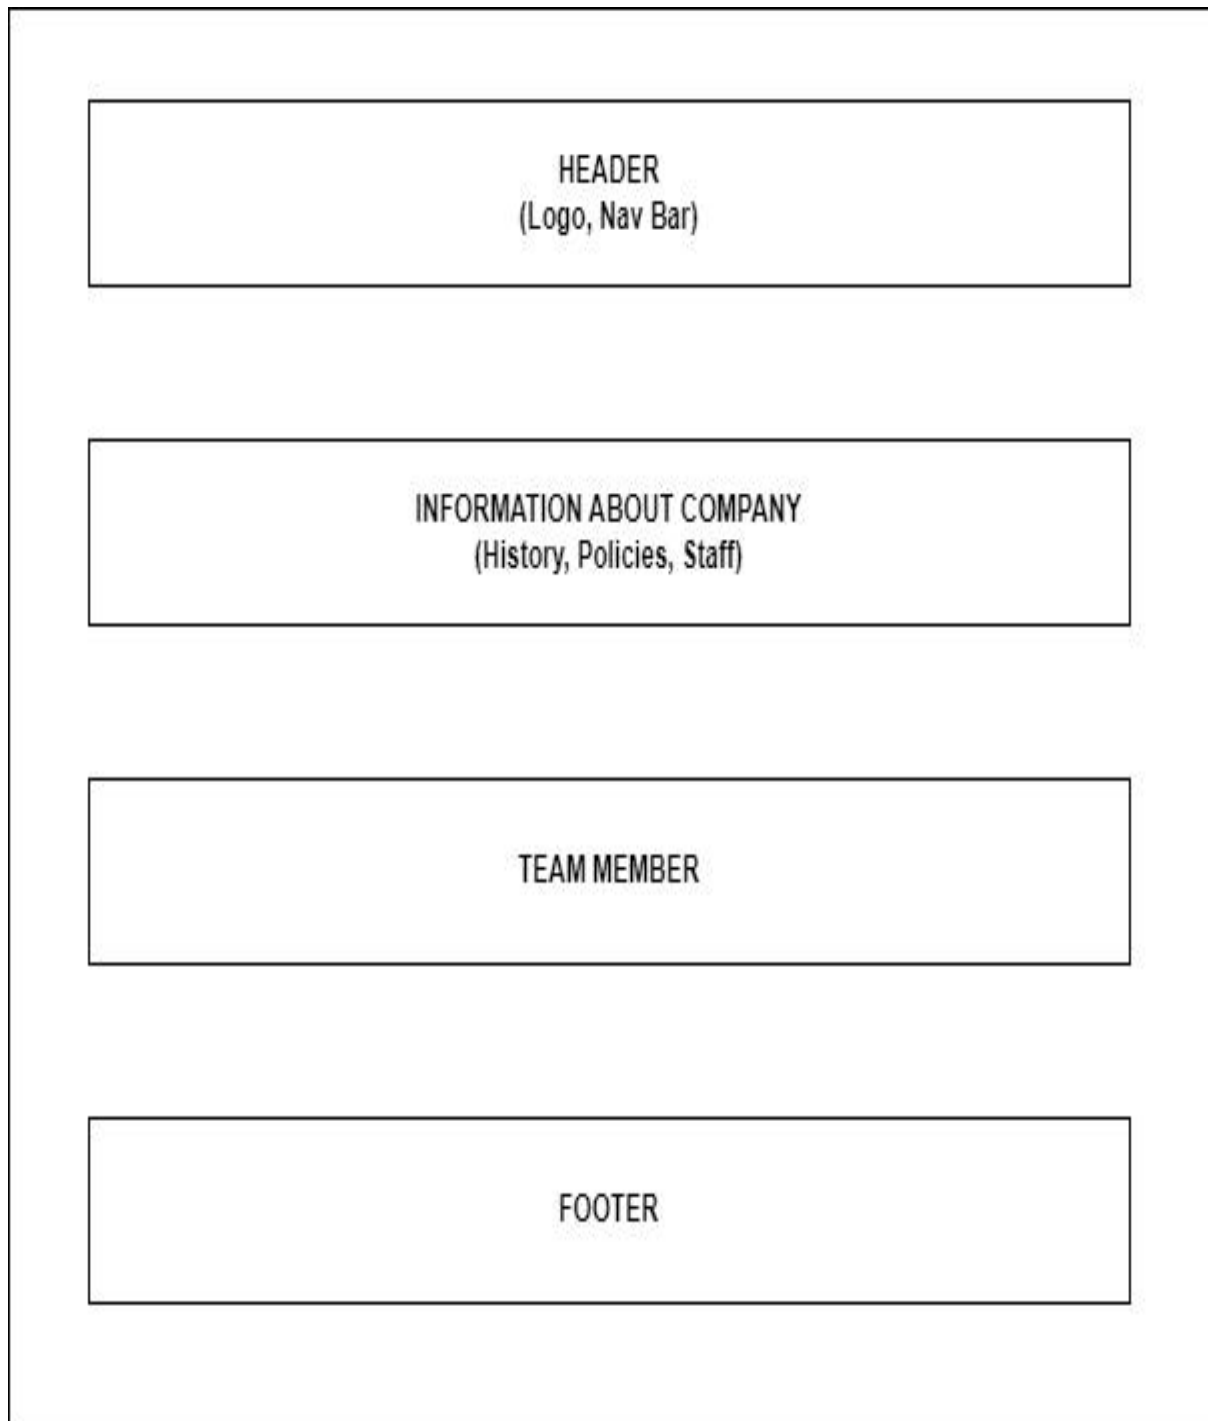 HEADER
(Logo, Nav Bar)
INFORMATION ABOUT COMPANY
(History, Policies, Staff)
TEAM MEMBER
FOOTER